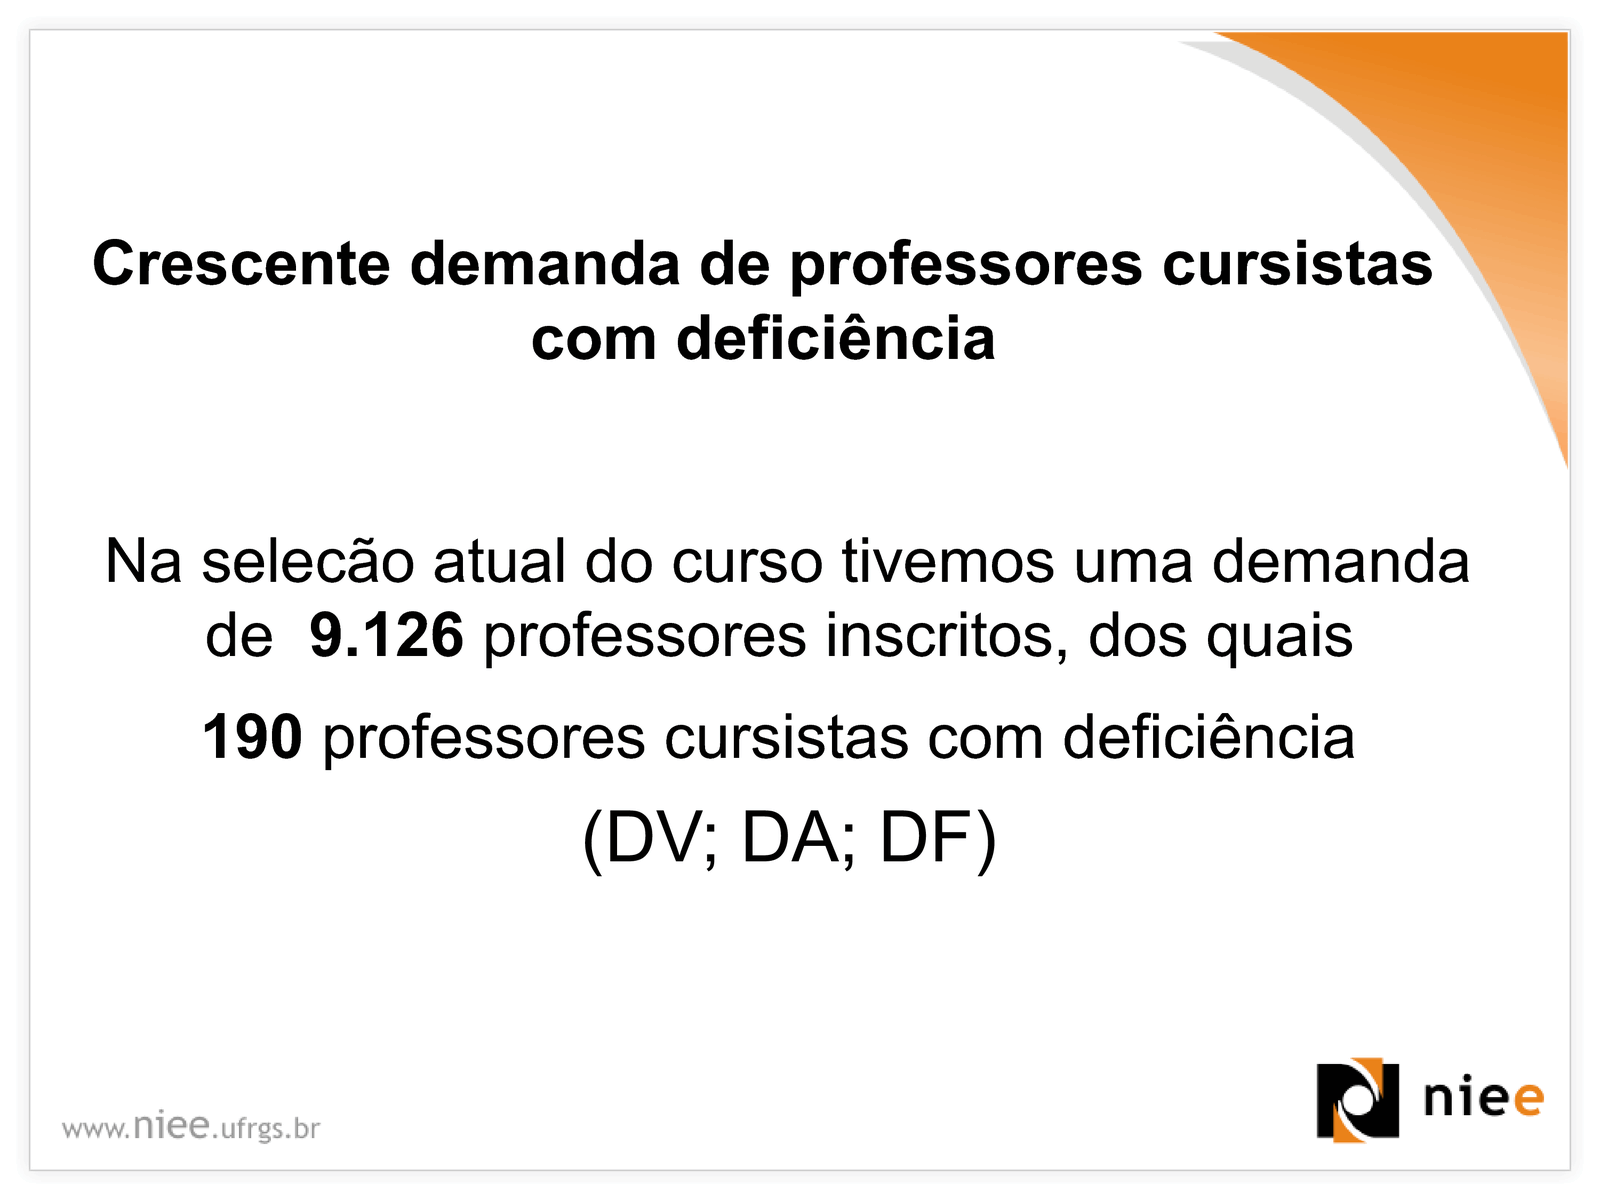 Crescente demanda de professores cursistas
com deficiência
Na selecão atual do curso tivemos uma demanda
de  9.126 professores inscritos, dos quais
190 professores cursistas com deficiência
(DV; DA; DF)
www.niee.ufrgs.br
niee